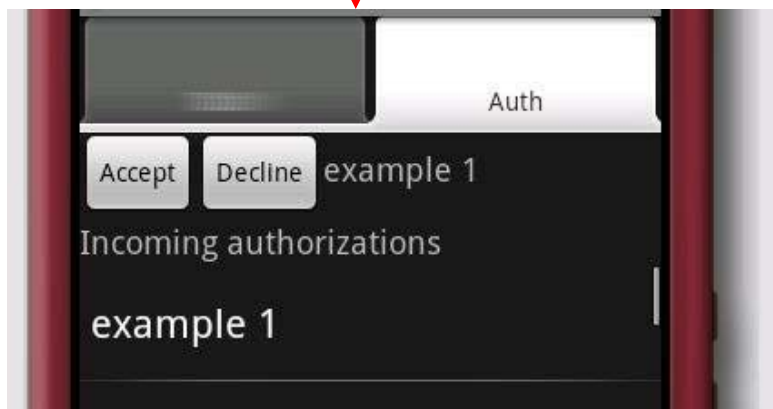 Auth
Accept Decline example 1
Incoming authorizations
example 1